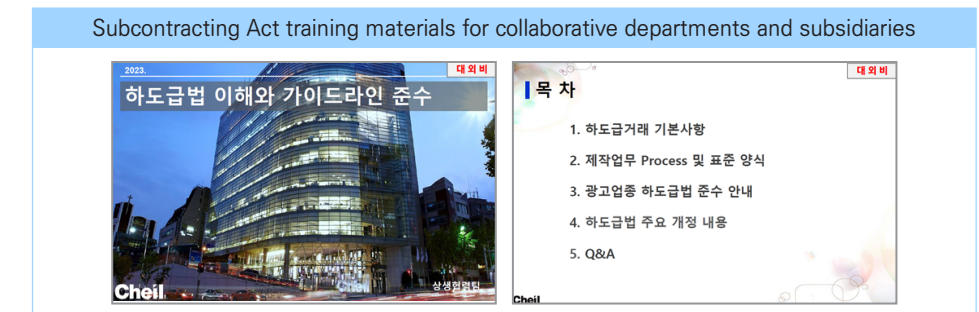 Subcontracting Act training materials for collaborative departments and subsidiaries
2023.
대외비
하도급법 이해와 가이드라인 준수
Cheil
Cheil
상생협력팀
대외비
목 차
1. 하도급거래 기본사항
2. 제작업무 Process 및 표준 양식
3. 광고업종 하도급법 준수 안내
4. 하도급법 주요 개정 내용
5. Q&A
Cheil